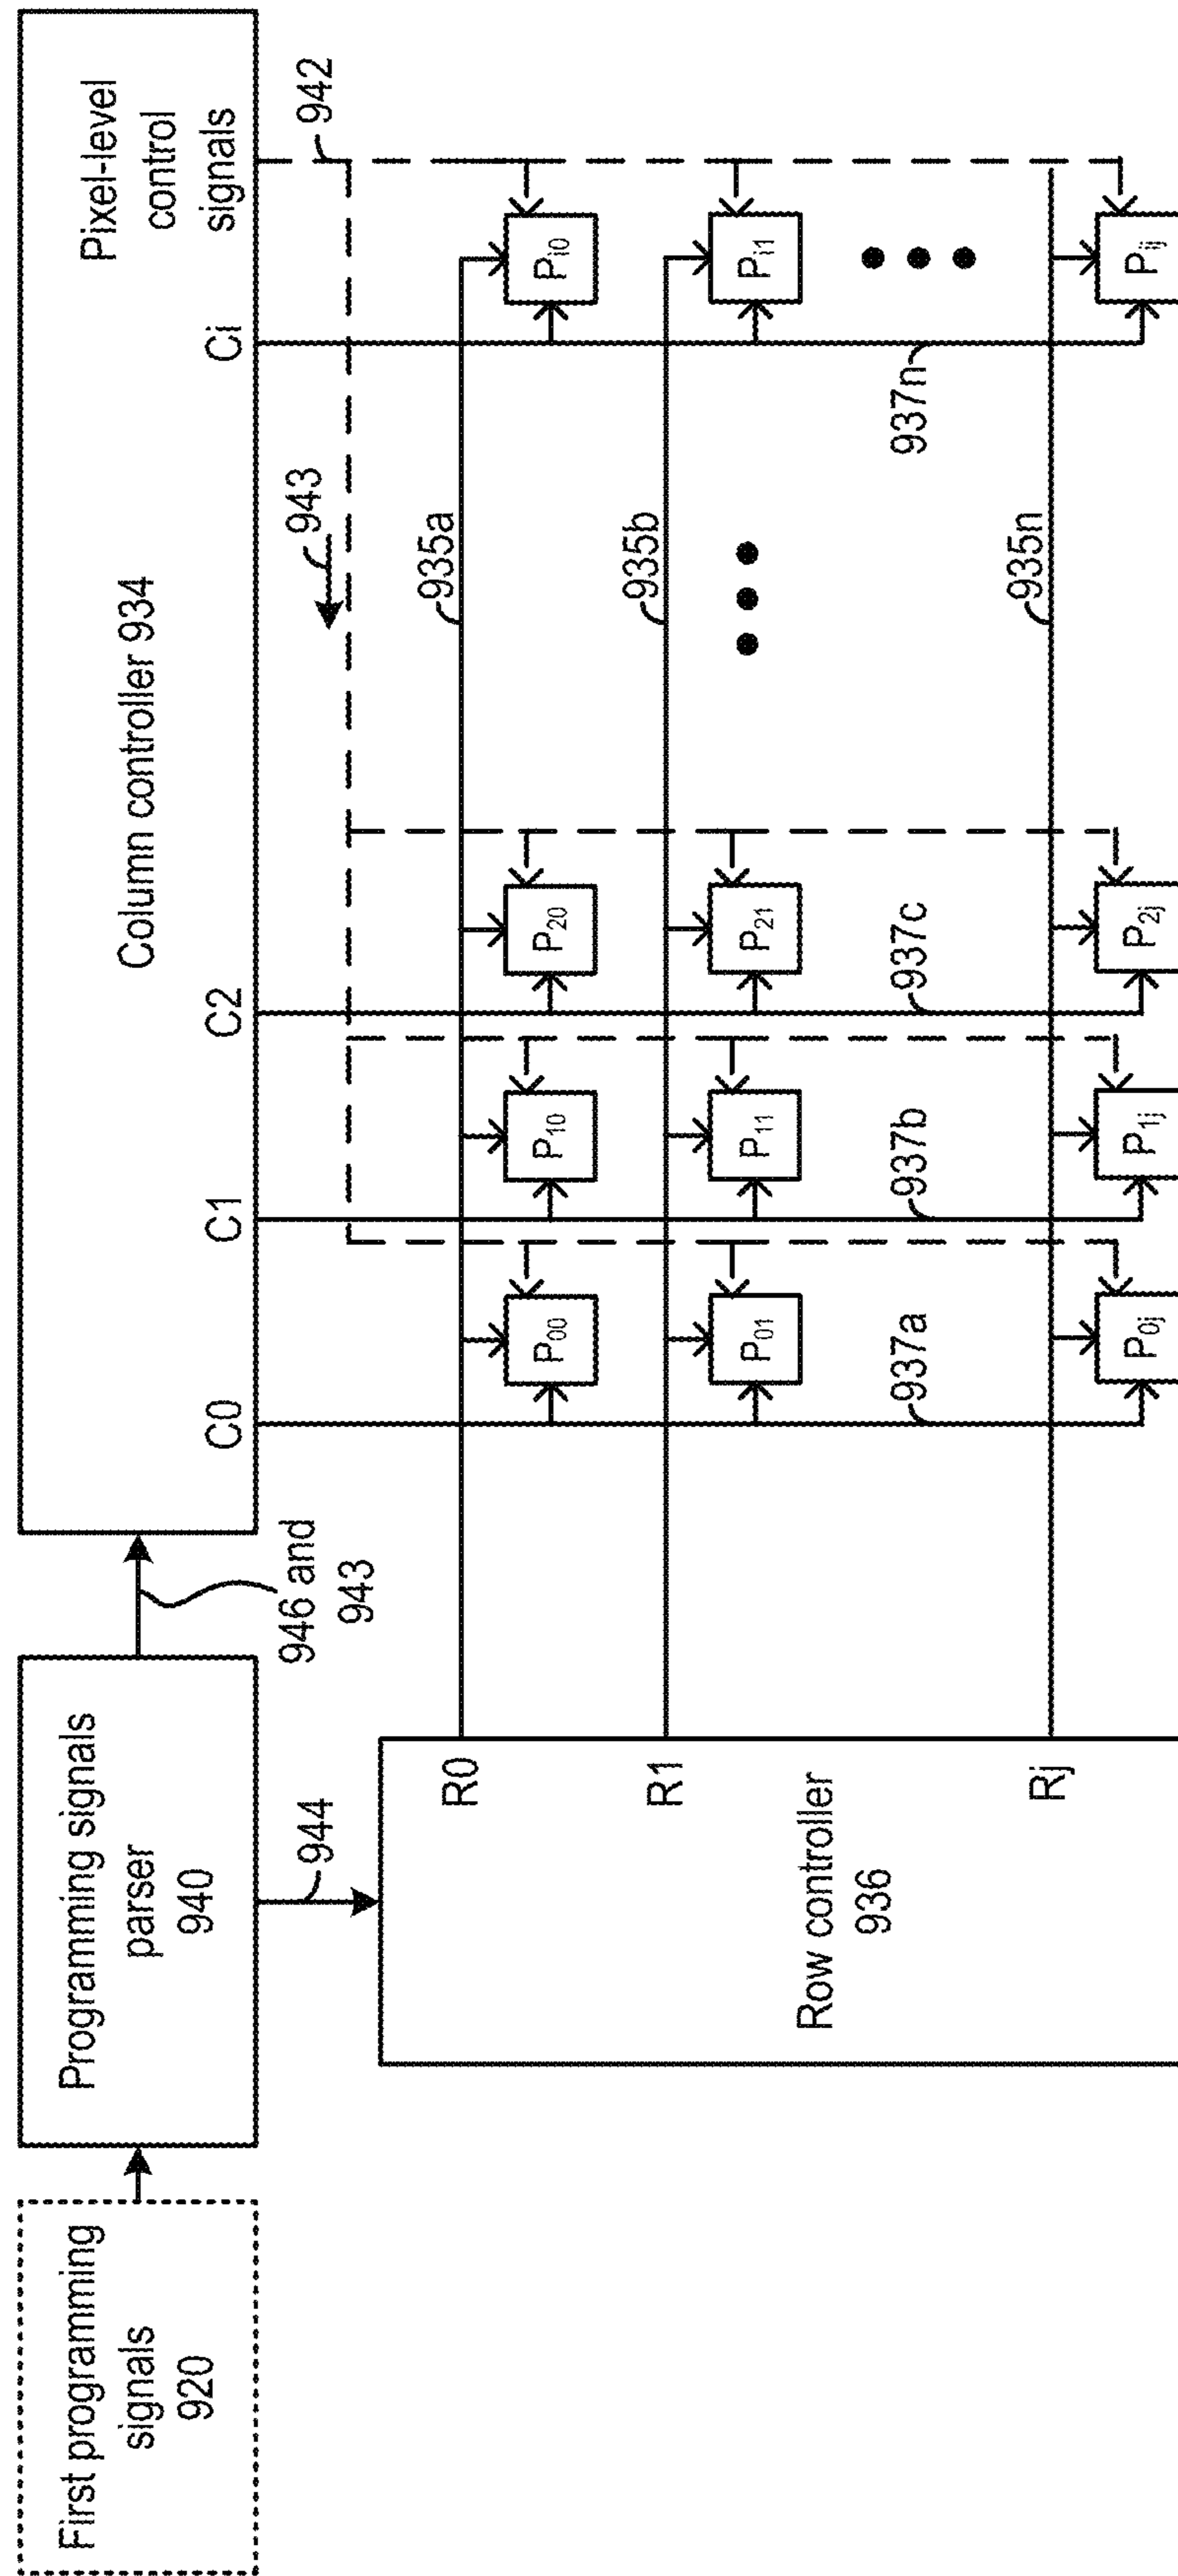 First programming
signals
920
Programming signals
parser
940
946 and
943
944
Column controller 934
Pixel-level
control
signals
C0
C1
C2
Ci
942
943
Row controller
936
R0
R1
Rj
935a
935b
935n
937a
937b
937c
937n
P00
P10
P20
Pi0
P01
P11
P21
Pi1
P0j
P1j
P2j
Pij